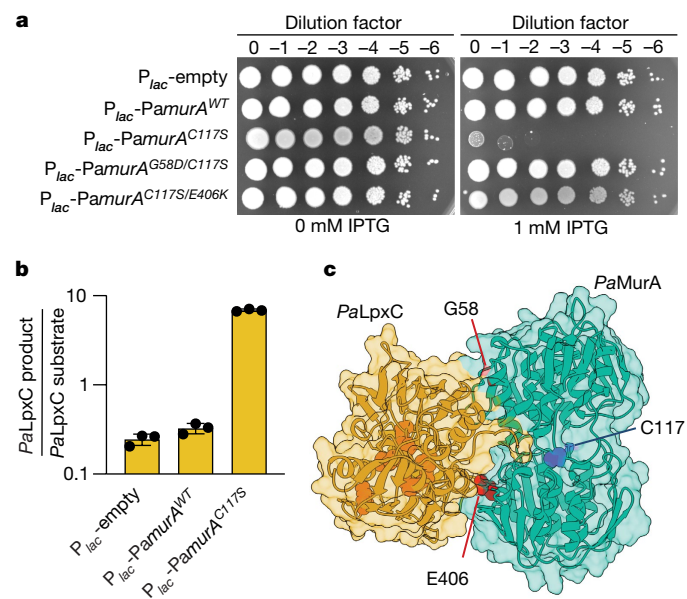 a
Dilution factor
Dilution factor
0 –1 –2 –3 –4 –5 –6
0 –1 –2 –3 –4 –5 –6
Plac-empty
Plac-PamurAWT
Plac-PamurAC117S
Plac-PamurAG58D/C117S
Plac-PamurAC117S/E406K
0 mM IPTG
1 mM IPTG
b
PaLpxC product
PaLpxC substrate
10
1
0.1
Plac-empty
Plac-PamurAWT
Plac-PamurAC117S
c
PaMurA
G58
PaLpxC
C117
E406